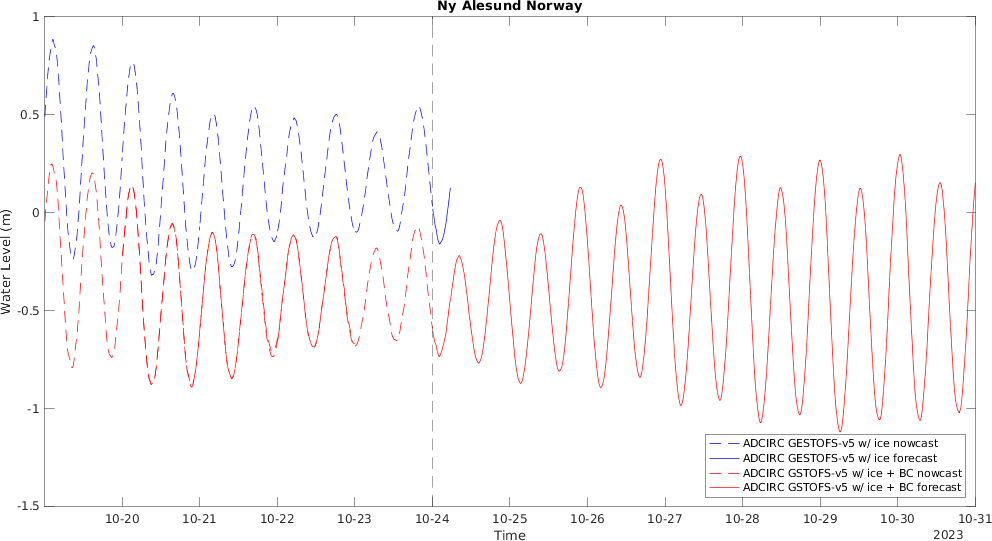 Ny Alesund Norway
1
0.5
0
-0.5
-1
-1.5
Water Level (m)
10-20 10-21 10-22 10-23 10-24 10-25 10-26 10-27 10-28 10-29 10-30 10-31
Time
2023
ADCIRC GESTOFS-v5 w/ ice nowcast
ADCIRC GESTOFS-v5 w/ ice forecast
ADCIRC GSTOFS-v5 w/ ice + BC nowcast
ADCIRC GSTOFS-v5 w/ ice + BC forecast